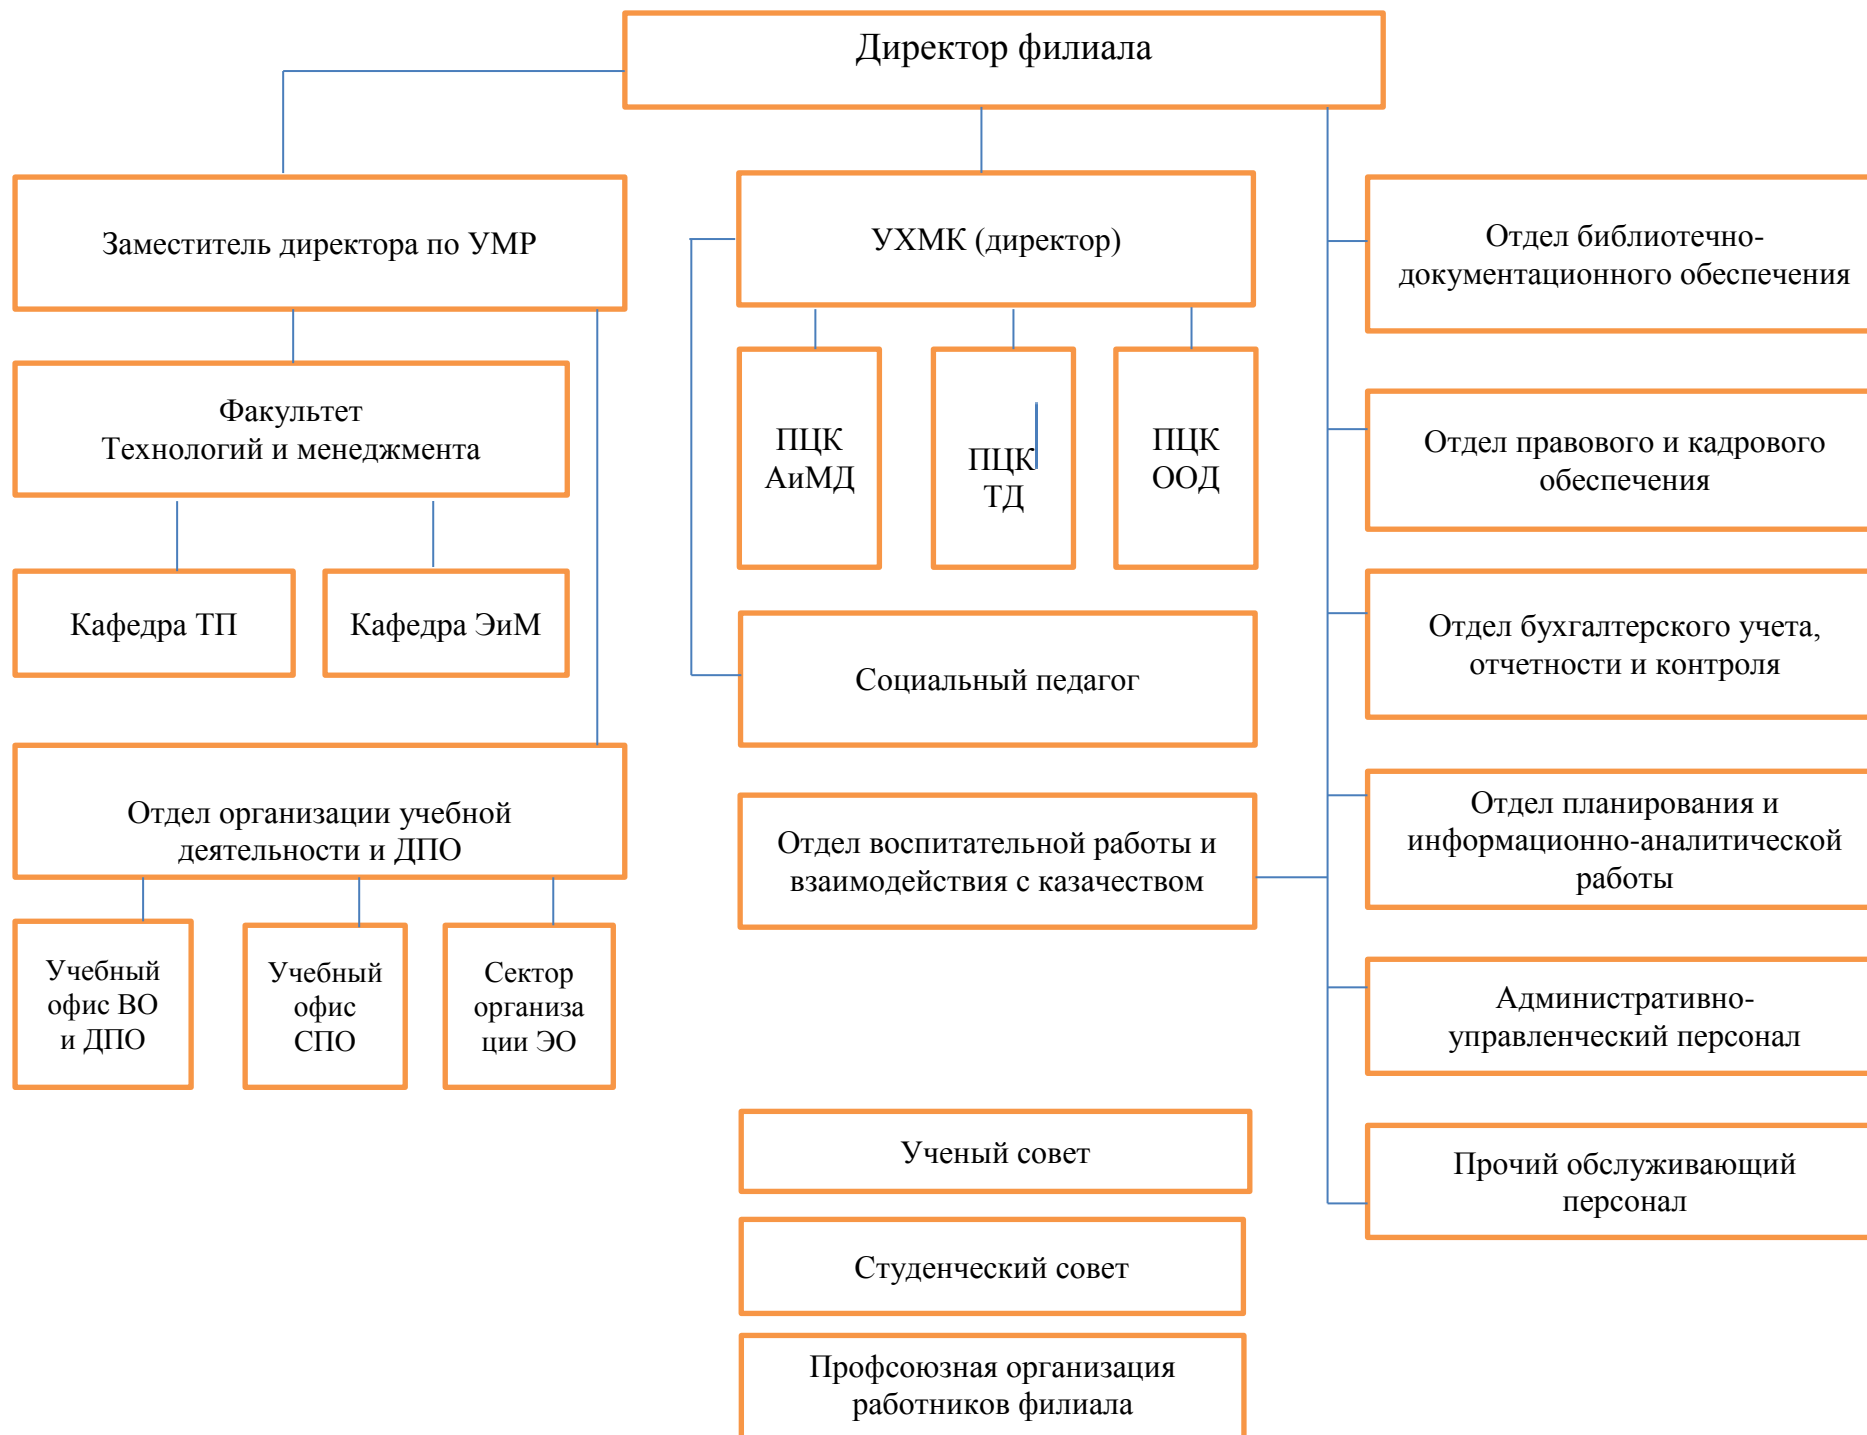 Директор филиала
Заместитель директора по УМР
УХМК (директор)
Отдел библиотечно-
документационного обеспечения
Факультет
Технологий и менеджмента
ПЦК
АиМД
ПЦК
ТД
ПЦК
ООД
Отдел правового и кадрового
обеспечения
Кафедра ТП
Кафедра ЭиМ
Социальный педагог
Отдел бухгалтерского учета,
отчетности и контроля
Отдел организации учебной
деятельности и ДПО
Отдел воспитательной работы и
взаимодействия с казачеством
Отдел планирования и
информационно-аналитической
работы
Учебный
офис ВО
и ДПО
Учебный
офис
СПО
Сектор
организа
ции ЭО
Административно-
управленческий персонал
Ученый совет
Прочий обслуживающий
персонал
Студенческий совет
Профсоюзная организация
работников филиала